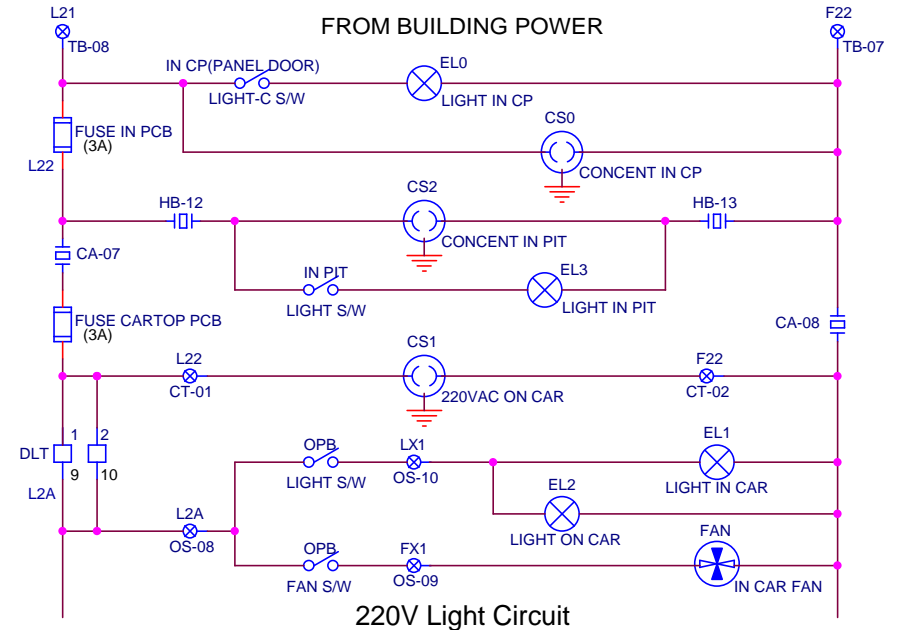 L21
FROM BUILDING POWER
F22
TB-08
TB-07
IN CP(PANEL DOOR)
EL0
LIGHT-C S/W
LIGHT IN CP
CS0
FUSE IN PCB
(3A)
L22
CONCENT IN CP
HB-12
CS2
HB-13
CONCENT IN PIT
CA-07
IN PIT
EL3
LIGHT S/W
LIGHT IN PIT
FUSE CARTOP PCB
(3A)
CA-08
CS1
L22
F22
CT-01
220VAC ON CAR
CT-02
1
2
OPB
LX1
EL1
DLT
9
10
LIGHT S/W
OS-10
EL2
LIGHT IN CAR
L2A
L2A
LIGHT ON CAR
OS-08
OPB
FX1
FAN
FAN S/W
OS-09
IN CAR FAN
220V Light Circuit